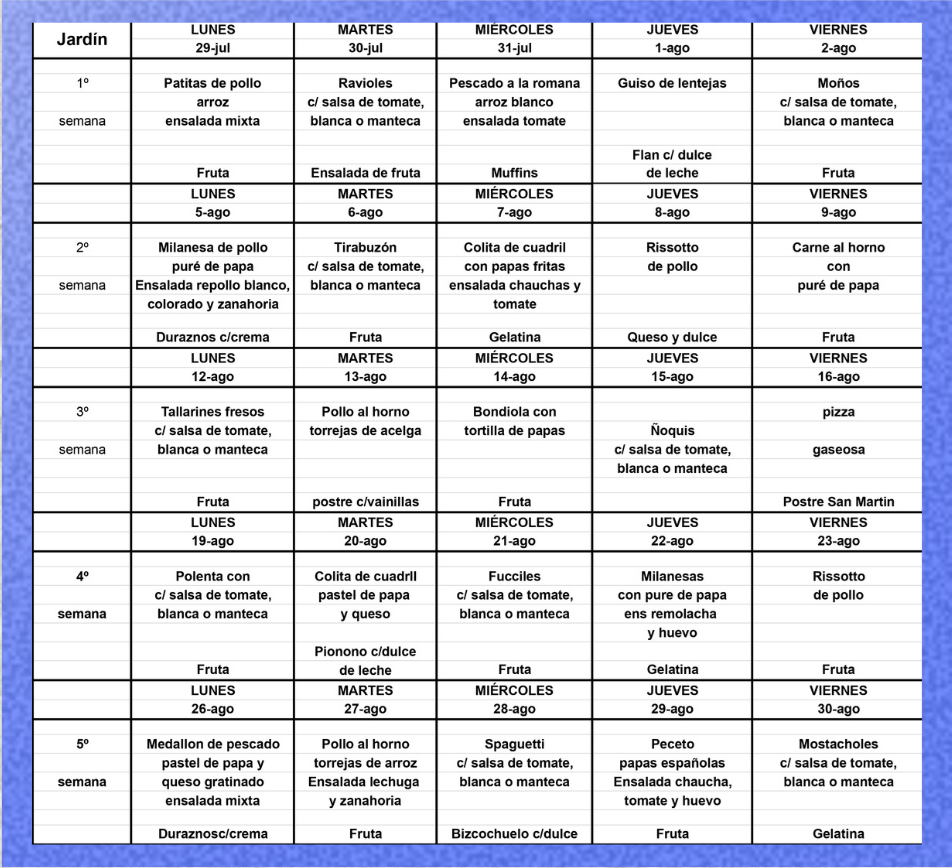 Jardín LUNES MARTES MIÉRCOLES JUEVES VIERNES
29-jul 30-jul 31-jul 1-ago 2-ago
1º Patitas de pollo Ravioles Pescado a la romana Guiso de lentejas Moños
arroz c/ salsa de tomate, arroz blanco c/ salsa de tomate,
semana ensalada mixta blanca o manteca ensalada tomate blanca o manteca
Flan c/ dulce
Fruta Ensalada de fruta Muffins de leche Fruta
LUNES MARTES MIÉRCOLES JUEVES VIERNES
5-ago 6-ago 7-ago 8-ago 9-ago
2º Milanesa de pollo Tirabuzón Colita de cuadril Rissotto Carne al horno
puré de papa c/ salsa de tomate, con papas fritas de pollo con
semana Ensalada repollo blanco, blanca o manteca ensalada chauchas y puré de papa
colorado y zanahoria tomate
Duraznos c/crema Fruta Gelatina Queso y dulce Fruta
LUNES MARTES MIÉRCOLES JUEVES VIERNES
12-ago 13-ago 14-ago 15-ago 16-ago
3º Tallarines fresos Pollo al horno Bondiola con pizza
c/ salsa de tomate, torrejas de acelga tortilla de papas Ñoquis
semana blanca o manteca c/ salsa de tomate, gaseosa
blanca o manteca
Fruta postre c/vainillas Fruta Postre San Martin
LUNES MARTES MIÉRCOLES JUEVES VIERNES
19-ago 20-ago 21-ago 22-ago 23-ago
4º Polenta con Colita de cuadrIl Fucciles Milanesas Rissotto
c/ salsa de tomate, pastel de papa c/ salsa de tomate, con pure de papa de pollo
semana blanca o manteca y queso blanca o manteca ens remolacha
y huevo
Pionono c/dulce
Fruta de leche Fruta Gelatina Fruta
LUNES MARTES MIÉRCOLES JUEVES VIERNES
26-ago 27-ago 28-ago 29-ago 30-ago
5º Medallon de pescado Pollo al horno Spaguetti Peceto Mostacholes
pastel de papa y torrejas de arroz c/ salsa de tomate, papas españolas c/ salsa de tomate,
semana queso gratinado Ensalada lechuga blanca o manteca Ensalada chaucha, blanca o manteca
ensalada mixta y zanahoria tomate y huevo
Duraznosc/crema Fruta Bizcochuelo c/dulce Fruta Gelatina